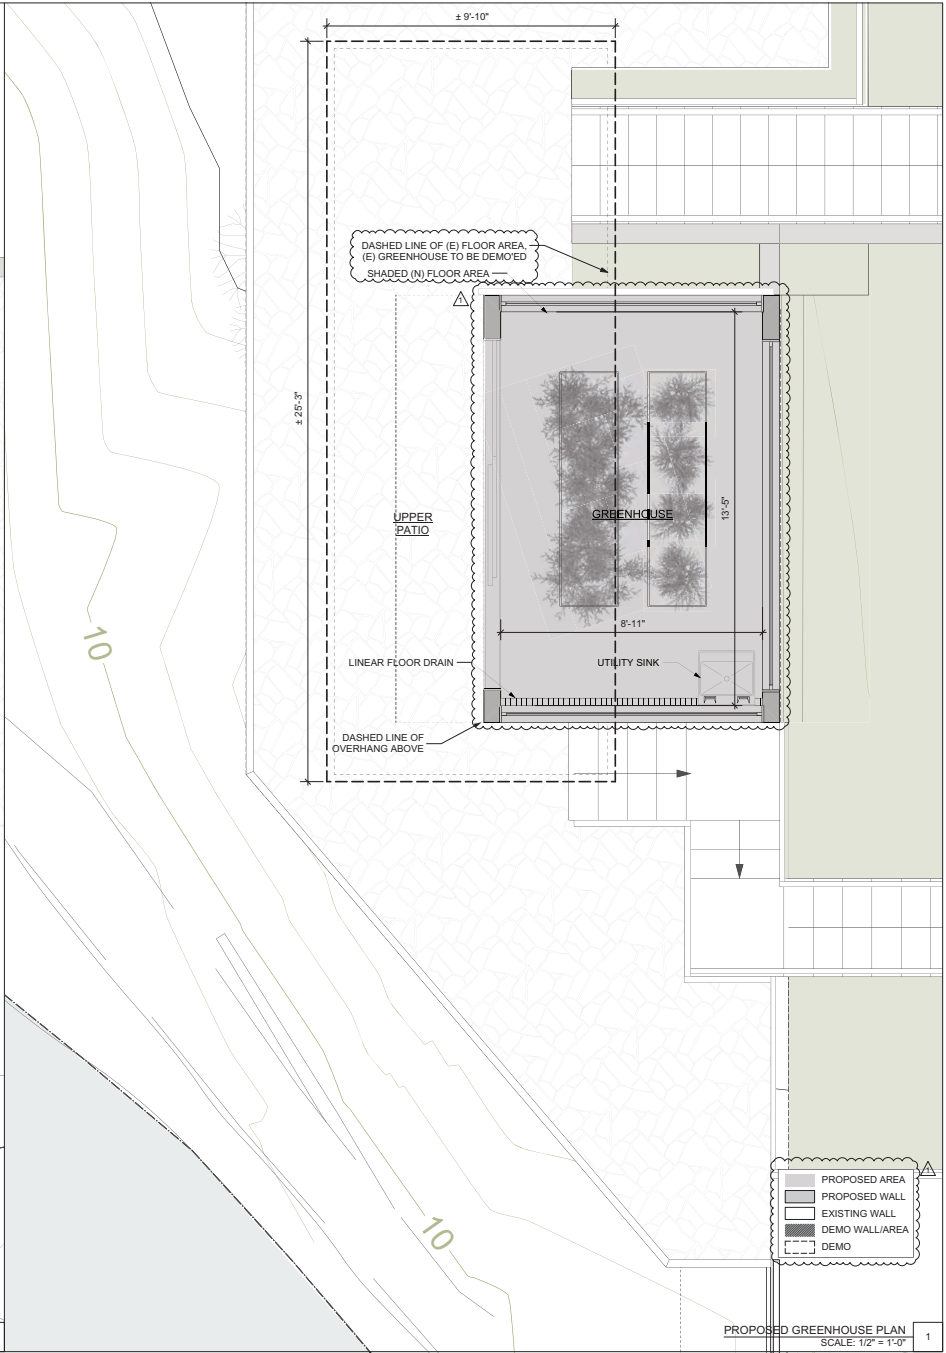 ± 9'-10"
DASHED LINE OF (E) FLOOR AREA,
(E) GREENHOUSE TO BE DEMO'ED
SHADED (N) FLOOR AREA
1
± 25'-3"
UPPER
PATIO
GREENHOUSE
13'-5"
8'-11"
10
LINEAR FLOOR DRAIN
UTILITY SINK
DASHED LINE OF
OVERHANG ABOVE
1
PROPOSED AREA
PROPOSED WALL
EXISTING WALL
DEMO WALL/AREA
DEMO
10
PROPOSED GREENHOUSE PLAN
SCALE: 1/2" = 1'-0"
1